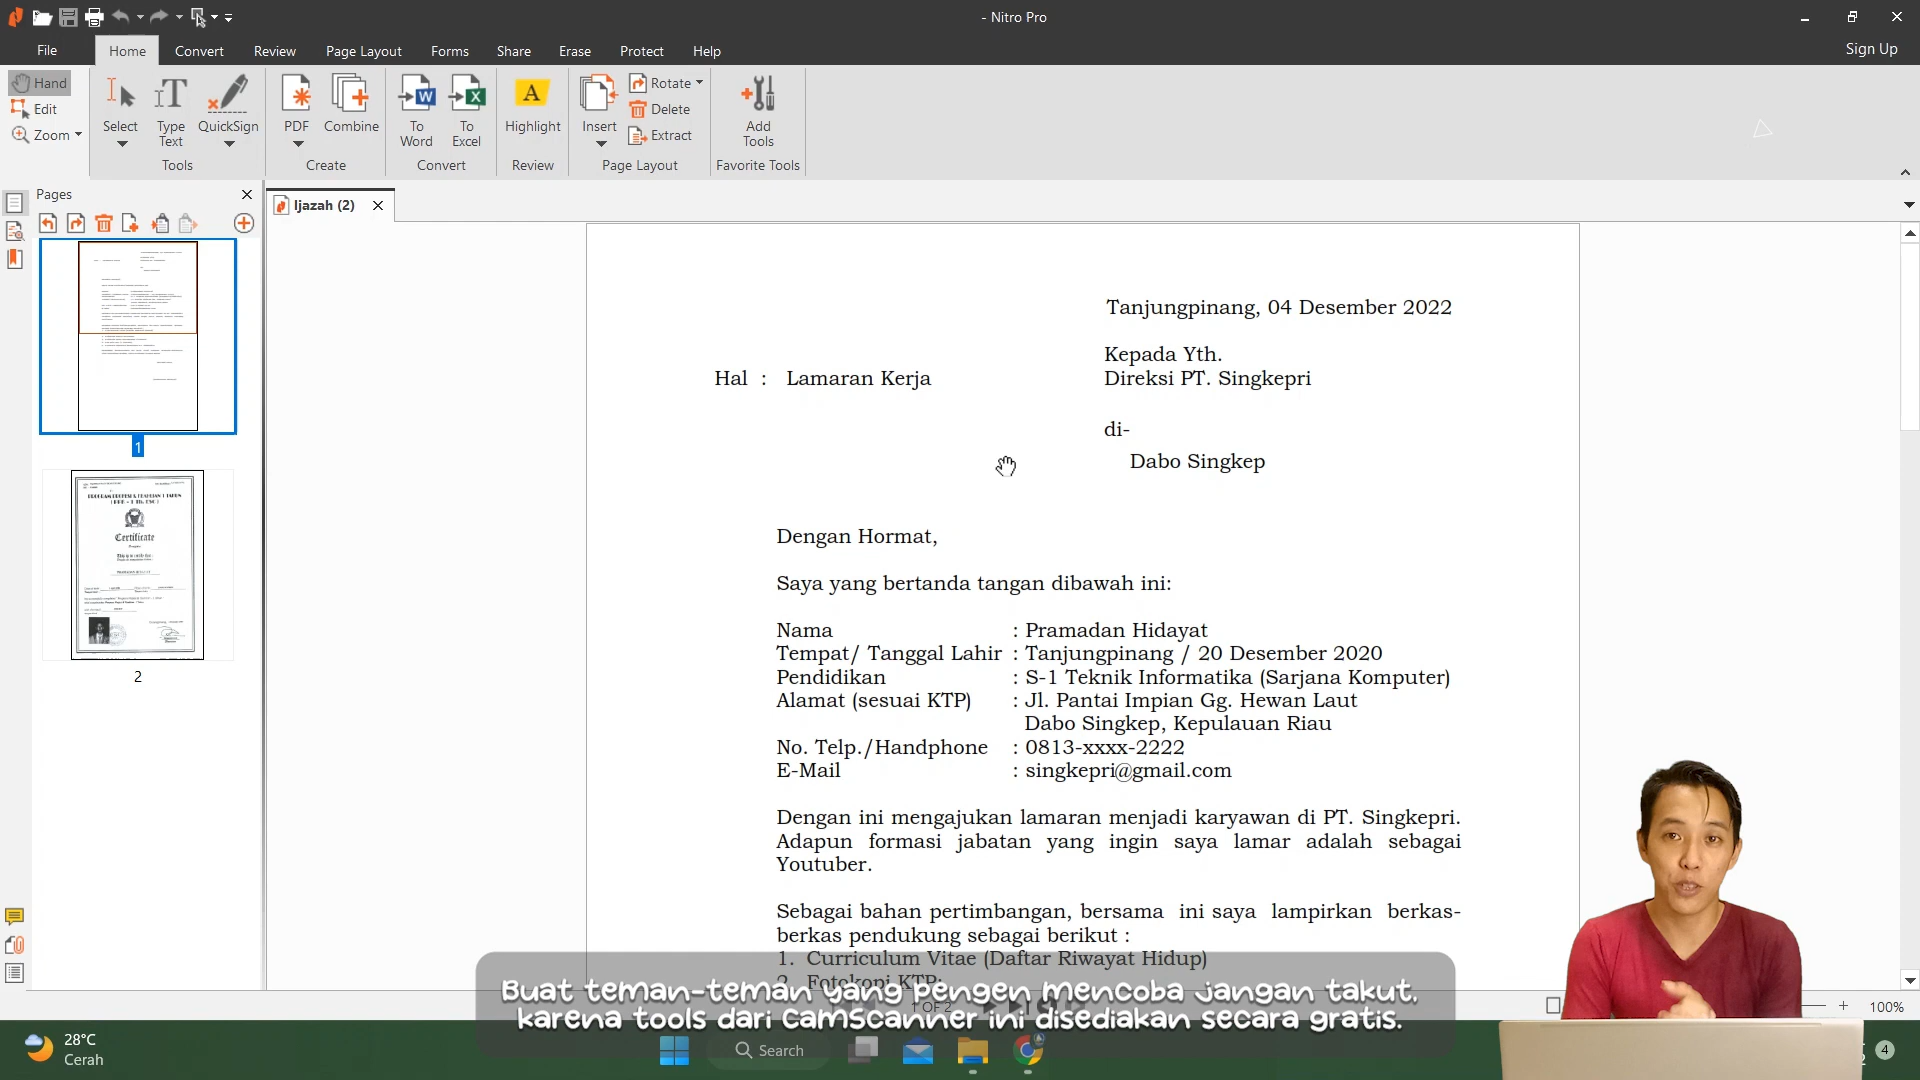 - Nitro Pro
File Home Convert Review Page Layout Forms Share Erase Protect Help
Sign Up
Hand
Edit
Zoom
Select
Type Text
QuickSign
Tools
PDF
Combine
Create
To Word
To Excel
Convert
Highlight
Review
Insert
Rotate
Delete
Extract
Page Layout
Add Tools
Favorite Tools
Pages
Ijazah (2)
1
Certificate
2
Tanjungpinang, 04 Desember 2022
Kepada Yth.
Hal : Lamaran Kerja
Direksi PT. Singkepri
di-
Dabo Singkep
Dengan Hormat,
Saya yang bertanda tangan dibawah ini:
Nama : Pramadan Hidayat
Tempat/ Tanggal Lahir : Tanjungpinang / 20 Desember 2020
Pendidikan : S-1 Teknik Informatika (Sarjana Komputer)
Alamat (sesuai KTP) : Jl. Pantai Impian Gg. Hewan Laut
Dabo Singkep, Kepulauan Riau
No. Telp./Handphone : 0813-xxxx-2222
E-Mail : singkepri@gmail.com
Dengan ini mengajukan lamaran menjadi karyawan di PT. Singkepri.
Adapun formasi jabatan yang ingin saya lamar adalah sebagai
Youtuber.
Sebagai bahan pertimbangan, bersama ini saya lampirkan berkas-
berkas pendukung sebagai berikut :
1. Curriculum Vitae (Daftar Riwayat Hidup)
2. Fotokopi KTP;
Buat teman-teman yang pengen mencoba jangan takut,
karena tools dari CamScanner ini disediakan secara gratis.
1 OF 2
100%
28°C
Cerah
Search
4